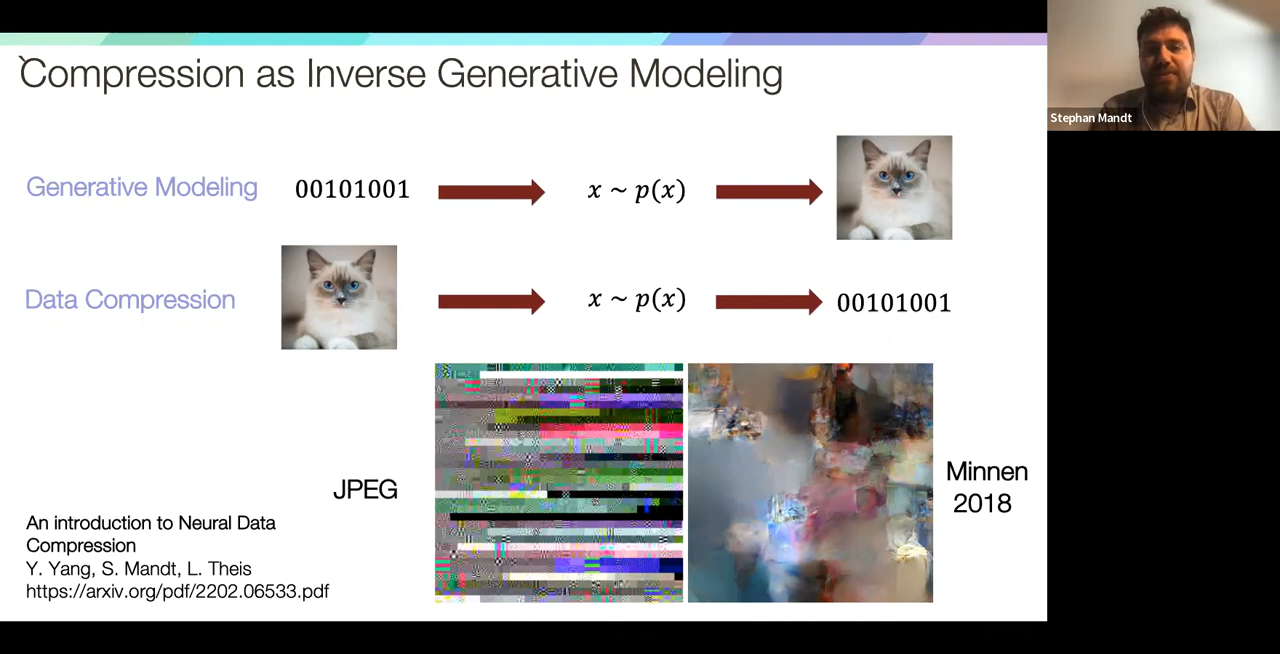 Compression as Inverse Generative Modeling
Stephan Mandt
Generative Modeling 00101001 x ~ p(x)
Data Compression x ~ p(x) 00101001
JPEG
Minnen
2018
An introduction to Neural Data
Compression
Y. Yang, S. Mandt, L. Theis
https://arxiv.org/pdf/2202.06533.pdf